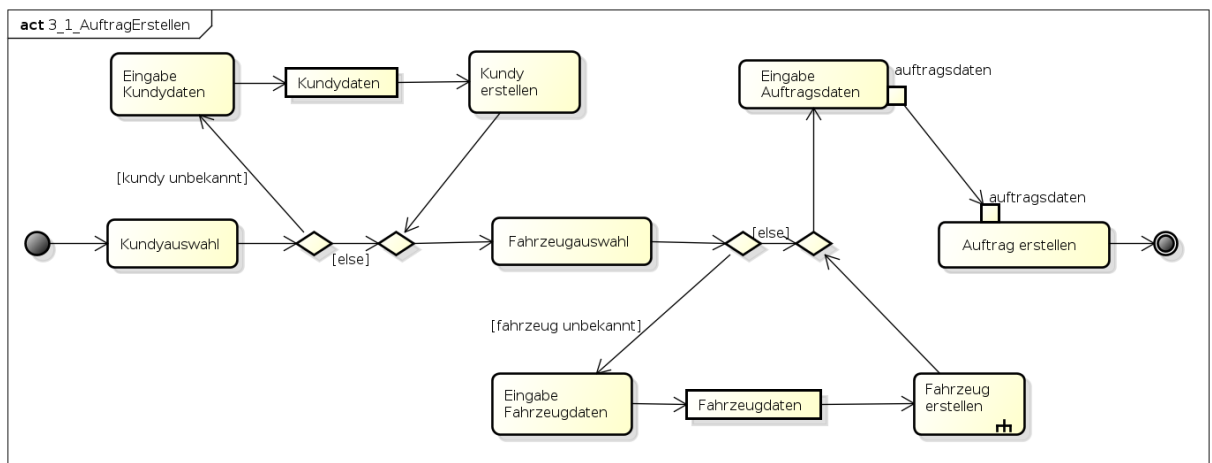 act 3_1_AuftragErstellen
Eingabe
Kundydaten
Kundydaten
Kundy
erstellen
Eingabe
Auftragsdaten
auftragsdaten
[kundy unbekannt]
auftragsdaten
Kundyauswahl
[else]
Fahrzeugauswahl
[else]
Auftrag erstellen
[fahrzeug unbekannt]
Eingabe
Fahrzeugdaten
Fahrzeugdaten
Fahrzeug
erstellen